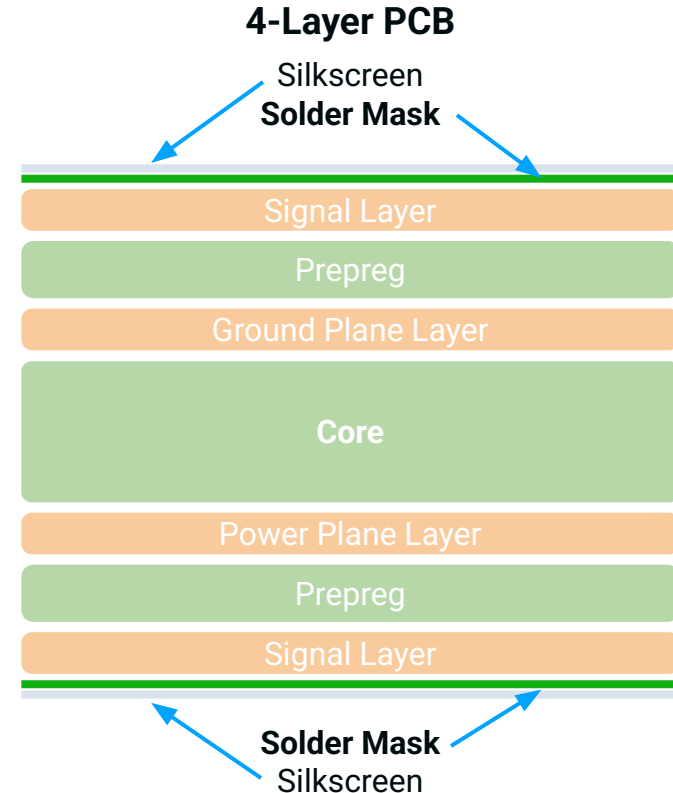 4-Layer PCB
Silkscreen
Solder Mask
Signal Layer
Prepreg
Ground Plane Layer
Core
Power Plane Layer
Prepreg
Signal Layer
Solder Mask
Silkscreen